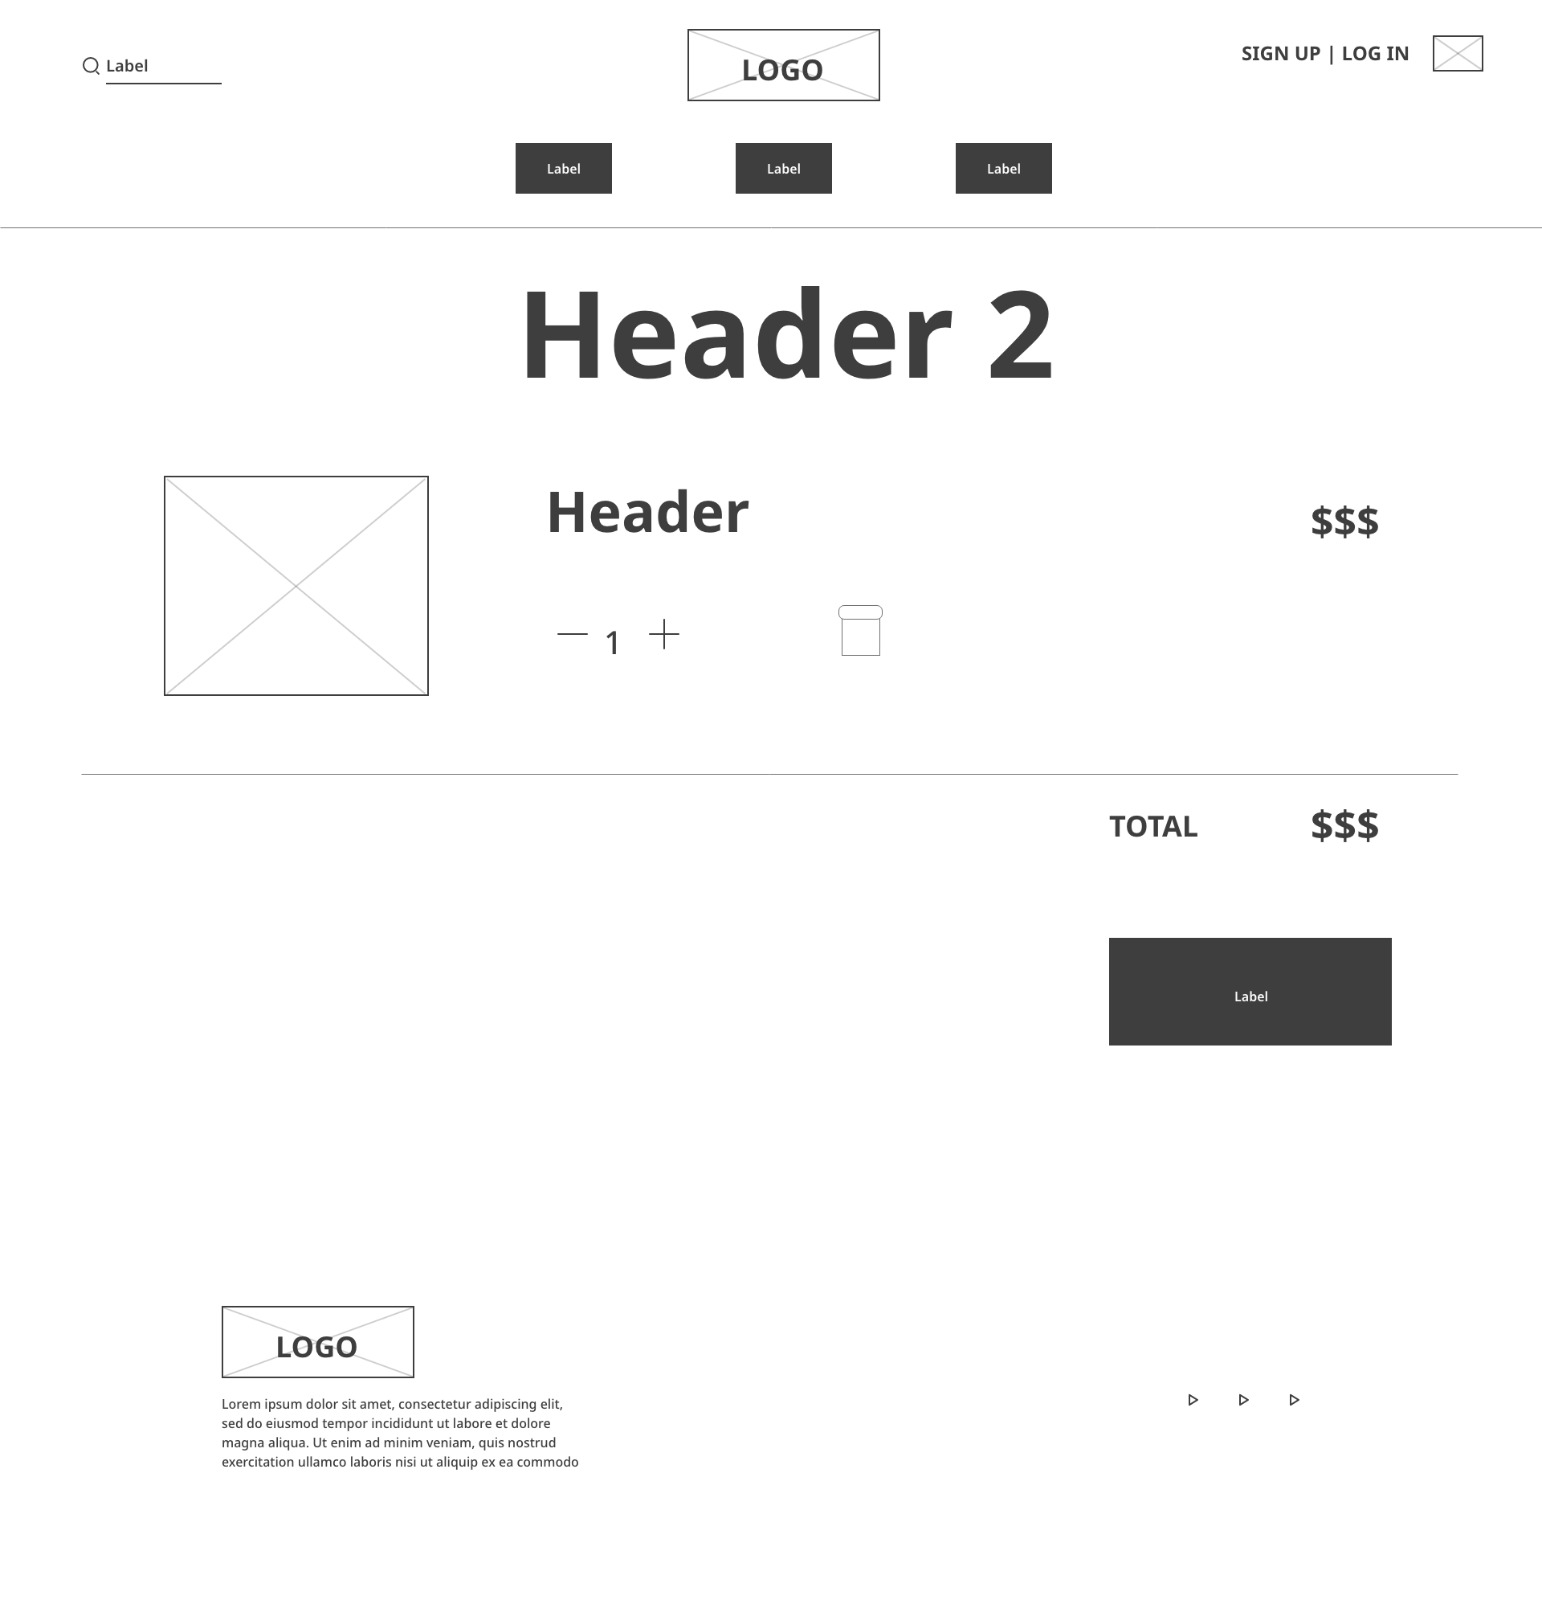 Label
LOGO
SIGN UP | LOG IN
Label
Label
Label
Header 2
Header
$$$
1
TOTAL
$$$
Label
LOGO
Lorem ipsum dolor sit amet, consectetur adipiscing elit,
sed do eiusmod tempor incididunt ut labore et dolore
magna aliqua. Ut enim ad minim veniam, quis nostrud
exercitation ullamco laboris nisi ut aliquip ex ea commodo